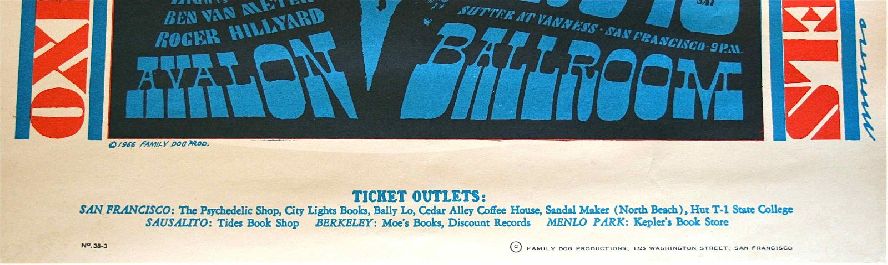 BEN VAN METER
SUTTER AT VANNESS · SAN FRANCISCO · 9 P.M.
SAT
ROGER HILLYARD
AVALON BALLROOM
© 1966 FAMILY DOG PROD.
TICKET OUTLETS:
SAN FRANCISCO: The Psychedelic Shop, City Lights Books, Bally Lo, Cedar Alley Coffee House, Sandal Maker (North Beach), Hut T-1 State College
SAUSALITO: Tides Book Shop BERKELEY: Moe's Books, Discount Records MENLO PARK: Kepler's Book Store
Nº. 38-3
© FAMILY DOG PRODUCTIONS, 1725 WASHINGTON STREET, SAN FRANCISCO